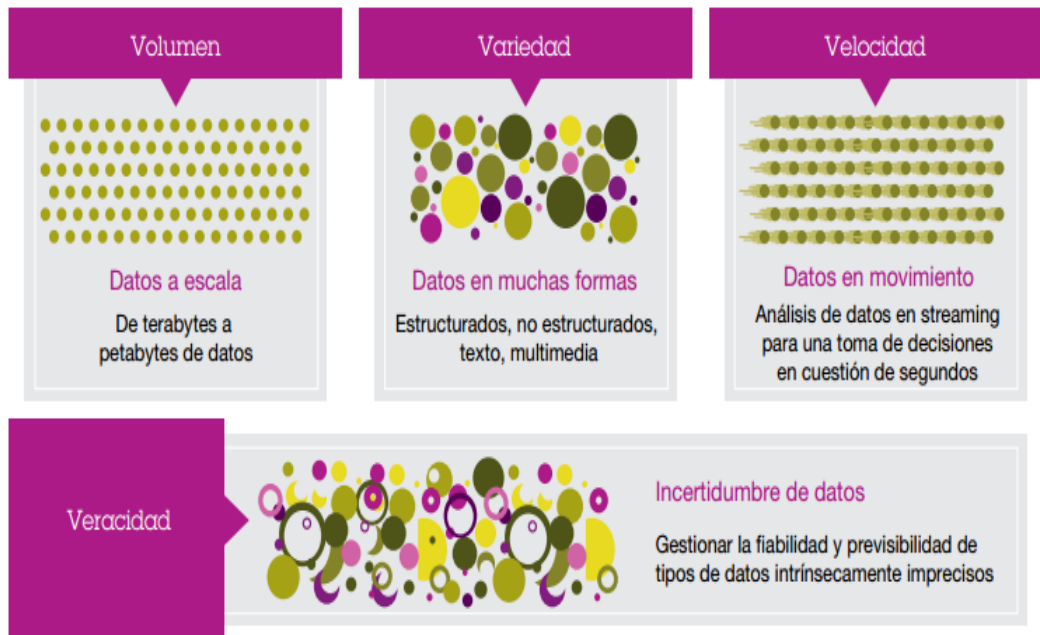 Volumen
Datos a escala
De terabytes a
petabytes de datos
Variedad
Datos en muchas formas
Estructurados, no estructurados,
texto, multimedia
Velocidad
Datos en movimiento
Análisis de datos en streaming
para una toma de decisiones
en cuestión de segundos
Veracidad
Incertidumbre de datos
Gestionar la fiabilidad y previsibilidad de
tipos de datos intrínsecamente imprecisos